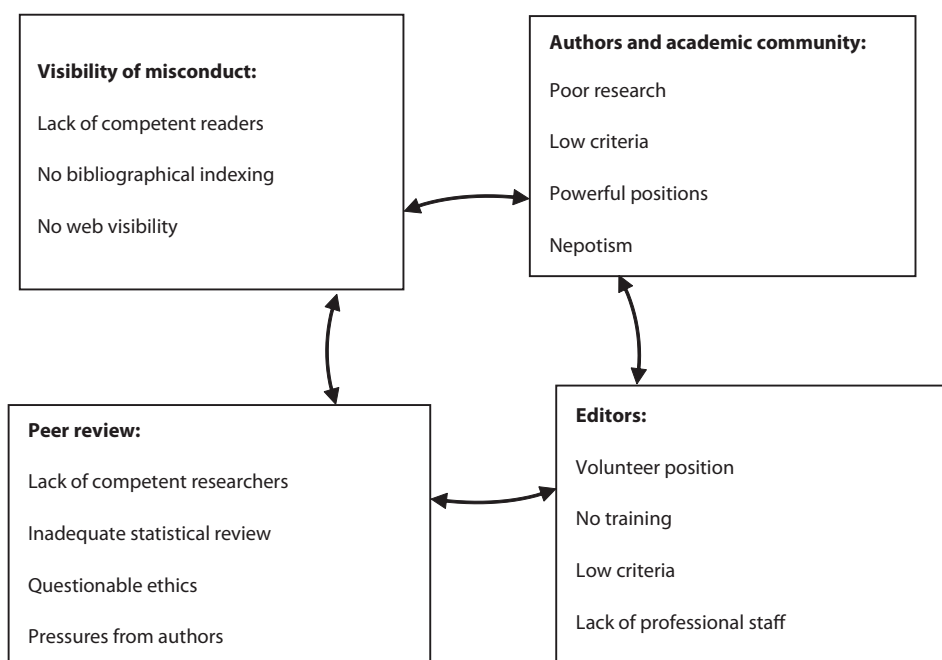 Visibility of misconduct:
Lack of competent readers
No bibliographical indexing
No web visibility
Authors and academic community:
Poor research
Low criteria
Powerful positions
Nepotism
Peer review:
Lack of competent researchers
Inadequate statistical review
Questionable ethics
Pressures from authors
Editors:
Volunteer position
No training
Low criteria
Lack of professional staff